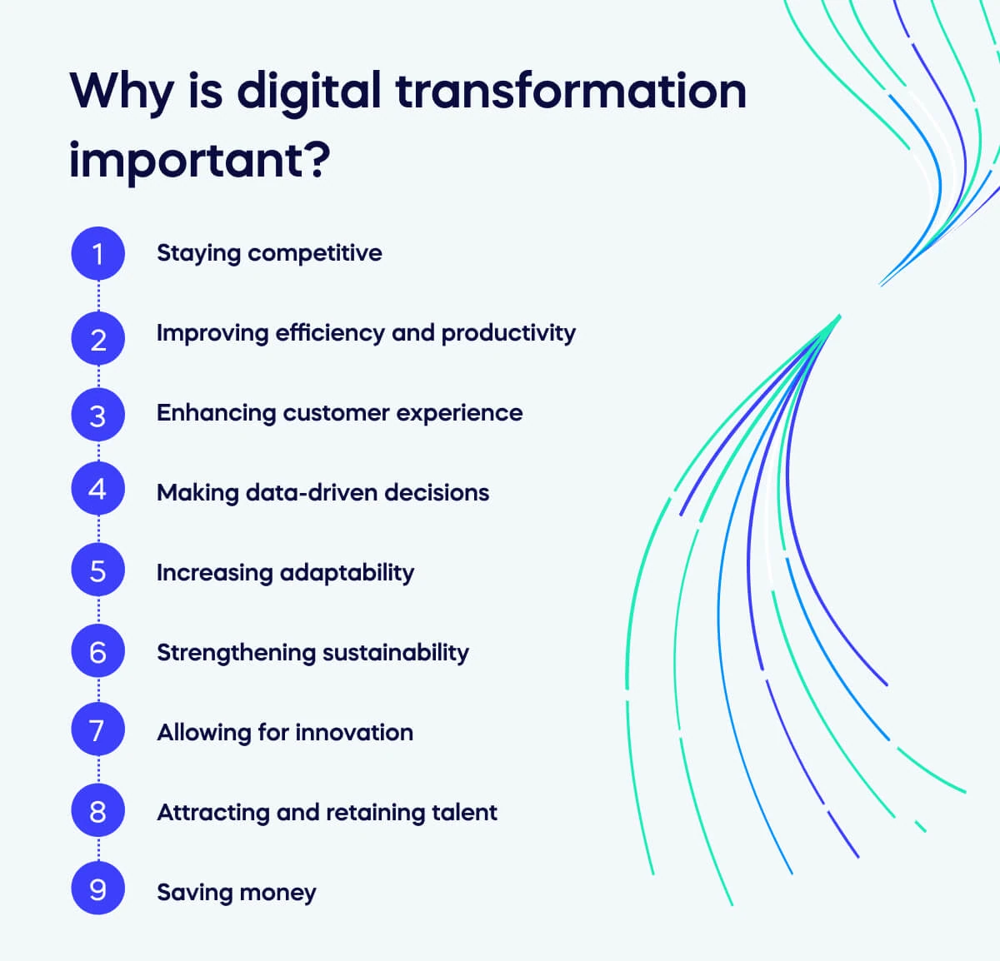 Why is digital transformation
important?
1 Staying competitive
2 Improving efficiency and productivity
3 Enhancing customer experience
4 Making data-driven decisions
5 Increasing adaptability
6 Strengthening sustainability
7 Allowing for innovation
8 Attracting and retaining talent
9 Saving money